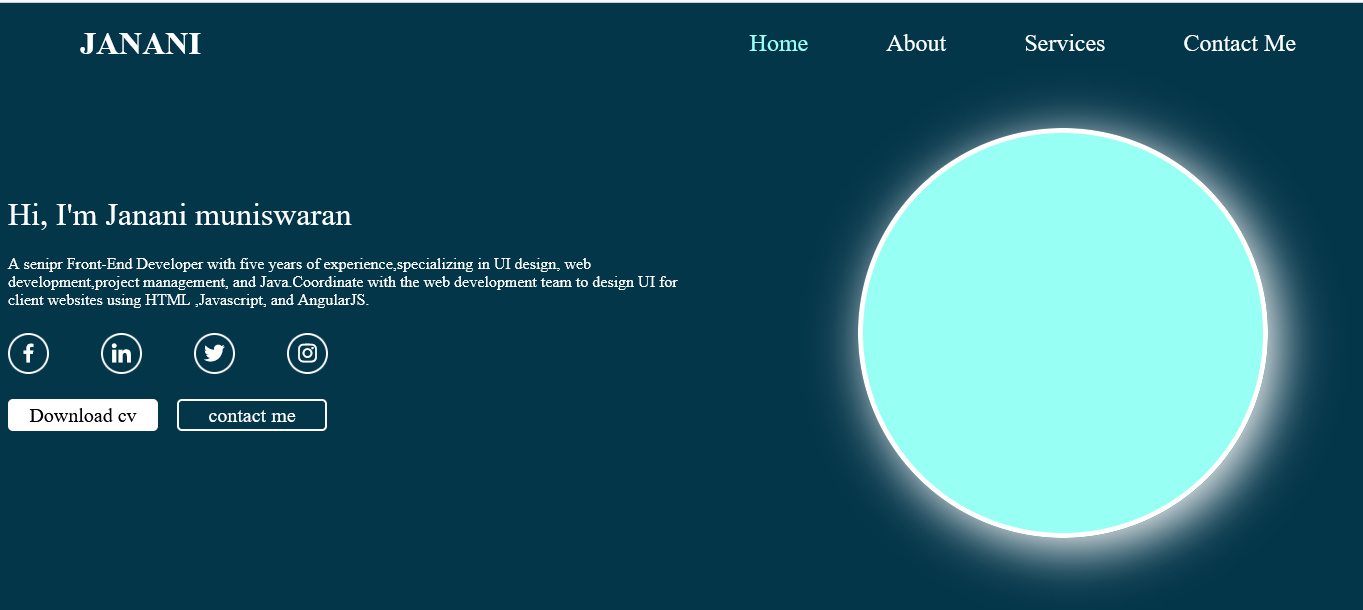 JANANI
Home About Services Contact Me
Hi, I'm Janani muniswaran
A senipr Front-End Developer with five years of experience,specializing in UI design, web
development,project management, and Java.Coordinate with the web development team to design UI for
client websites using HTML ,Javascript, and AngularJS.
Download cv contact me